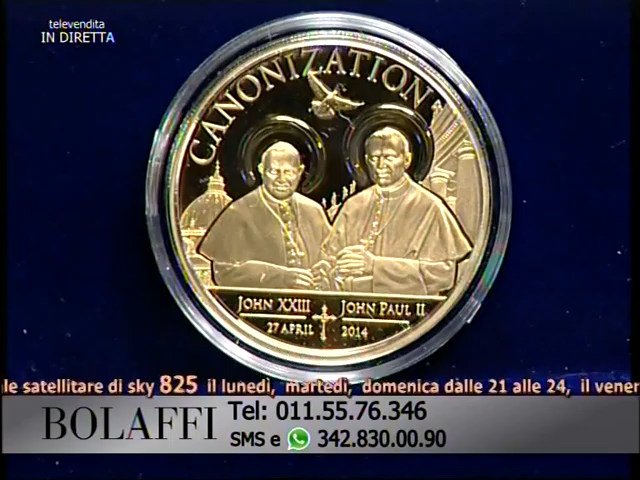 televendita
IN DIRETTA
CANONIZATION
JOHN XXIII JOHN PAUL II
27 APRIL 2014
le satellitare di sky 825 il lunedì, martedì, domenica dalle 21 alle 24, il vener
BOLAFFI
Tel: 011.55.76.346
SMS e 342.830.00.90